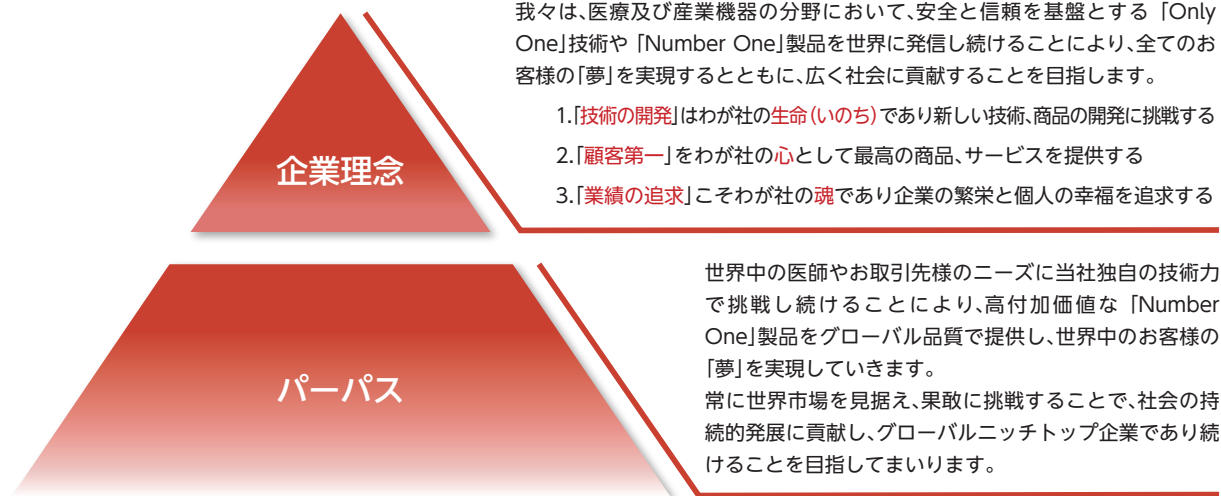 我々は、医療及び産業機器の分野において、安全と信頼を基盤とする「Only
One」技術や「Number One」製品を世界に発信し続けることにより、全てのお
客様の「夢」を実現するとともに、広く社会に貢献することを目指します。
1.「技術の開発」はわが社の生命(いのち)であり新しい技術、商品の開発に挑戦する
2.「顧客第一」をわが社の心として最高の商品、サービスを提供する
3.「業績の追求」こそわが社の魂であり企業の繁栄と個人の幸福を追求する
企業理念
世界中の医師やお取引先様のニーズに当社独自の技術力
で挑戦し続けることにより、高付加価値な「Number
One」製品をグローバル品質で提供し、世界中のお客様の
「夢」を実現していきます。
常に世界市場を見据え、果敢に挑戦することで、社会の持
続的発展に貢献し、グローバルニッチトップ企業であり続
けることを目指してまいります。
パーパス